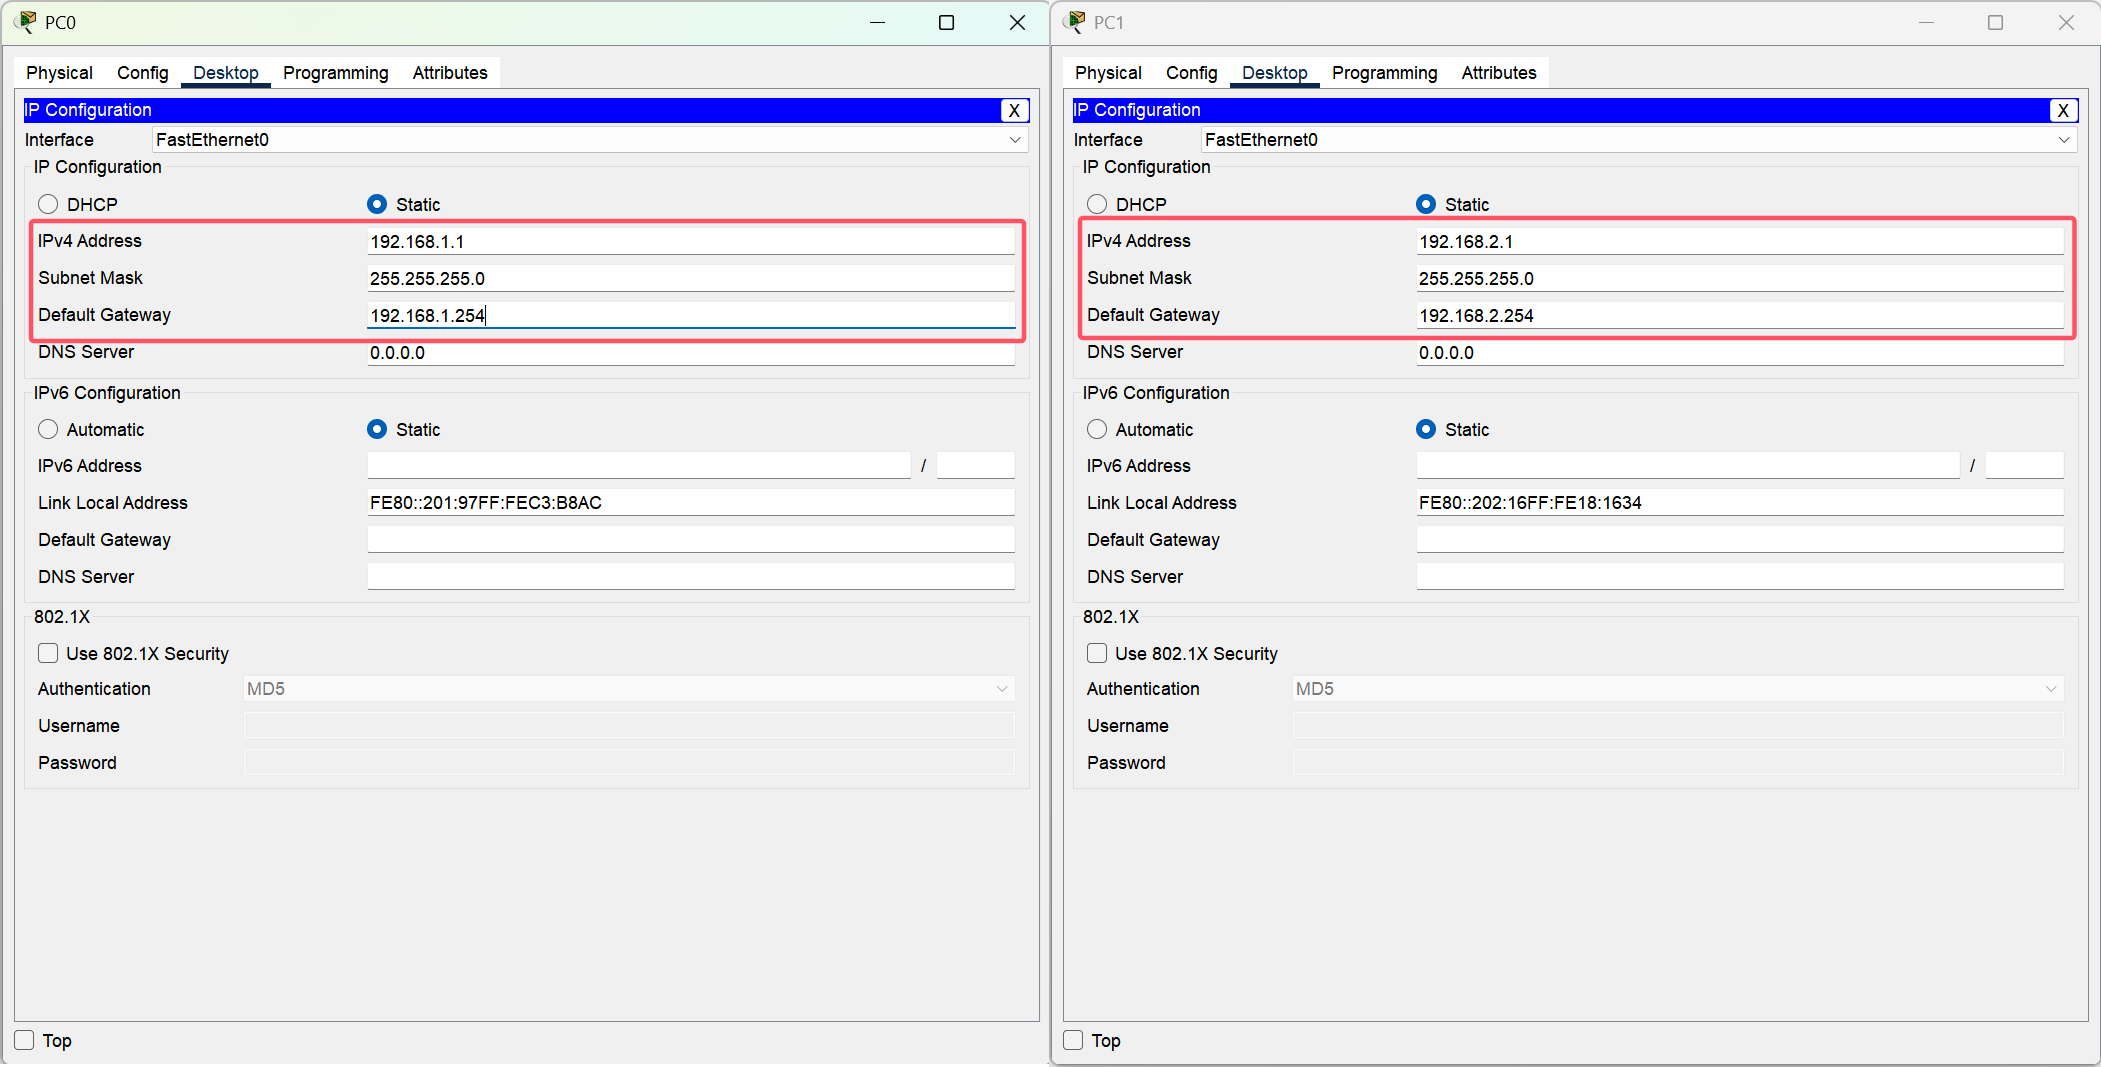 PC0
Physical Config Desktop Programming Attributes
IP Configuration X
Interface FastEthernet0
IP Configuration
DHCP Static
IPv4 Address 192.168.1.1
Subnet Mask 255.255.255.0
Default Gateway 192.168.1.254
DNS Server 0.0.0.0
IPv6 Configuration
Automatic Static
IPv6 Address /
Link Local Address FE80::201:97FF:FEC3:B8AC
Default Gateway
DNS Server
802.1X
Use 802.1X Security
Authentication MD5
Username
Password
Top
PC1
Physical Config Desktop Programming Attributes
IP Configuration X
Interface FastEthernet0
IP Configuration
DHCP Static
IPv4 Address 192.168.2.1
Subnet Mask 255.255.255.0
Default Gateway 192.168.2.254
DNS Server 0.0.0.0
IPv6 Configuration
Automatic Static
IPv6 Address /
Link Local Address FE80::202:16FF:FE18:1634
Default Gateway
DNS Server
802.1X
Use 802.1X Security
Authentication MD5
Username
Password
Top